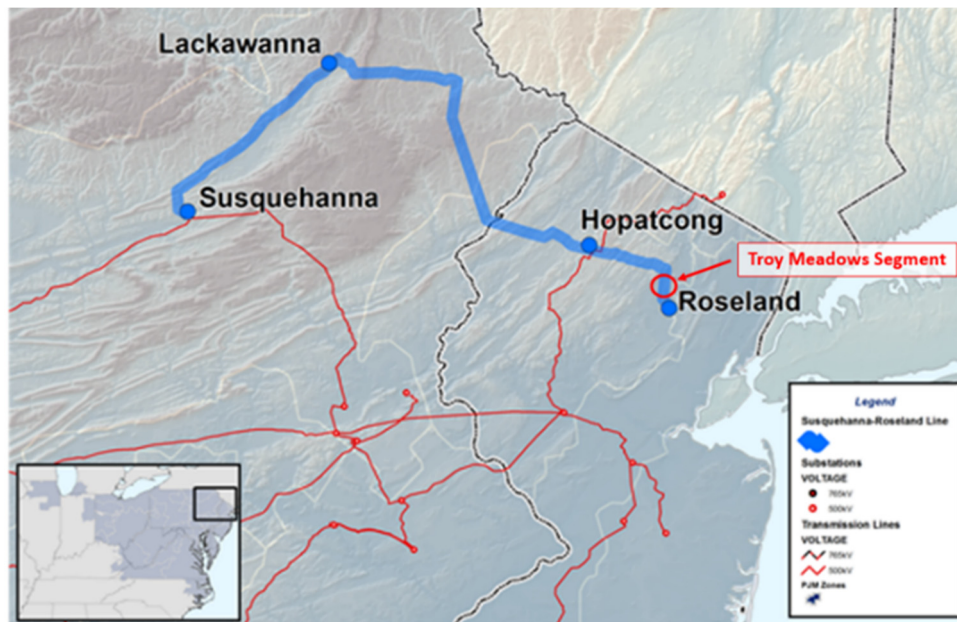 Lackawanna
Susquehanna
Hopatcong
Troy Meadows Segment
Roseland
Legend
Susquehanna-Roseland Line
Substations
VOLTAGE
765kV
500kV
Transmission Lines
VOLTAGE
765kV
500kV
PJM Zones